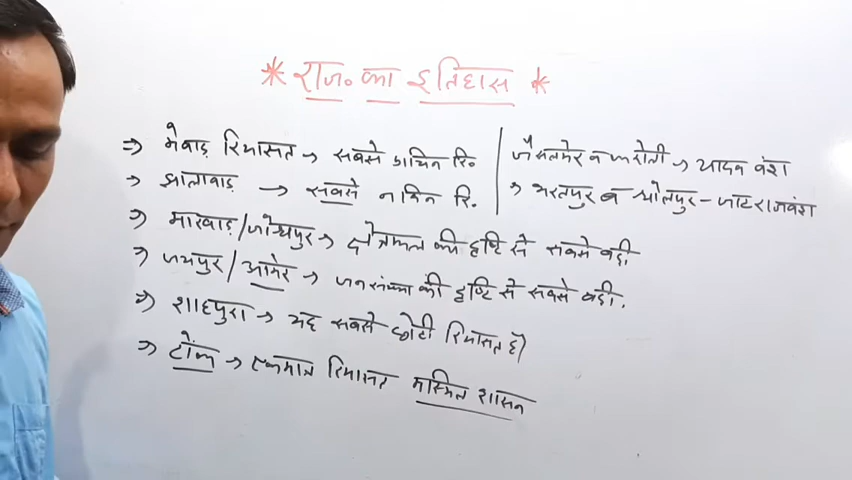 * राज० का इतिहास *
⇒ मेवाड़ रियासत → सबसे प्राचिन रि०
→ झालावाड़ → सबसे नविन रि.
⇒ मारवाड़/जोधपुर → क्षेत्रफल की दृष्टि से सबसे बड़ी
⇒ जयपुर/आमेर → जनसंख्या की दृष्टि से सबसे बड़ी.
⇒ शाहपुरा → यह सबसे छोटी रियासत है
⇒ टोंक → एकमात्र रियासत मुस्लिम शासन
जैसलमेर व करोली → यादव वंश
→ भरतपुर व धोलपुर - जाट राजवंश